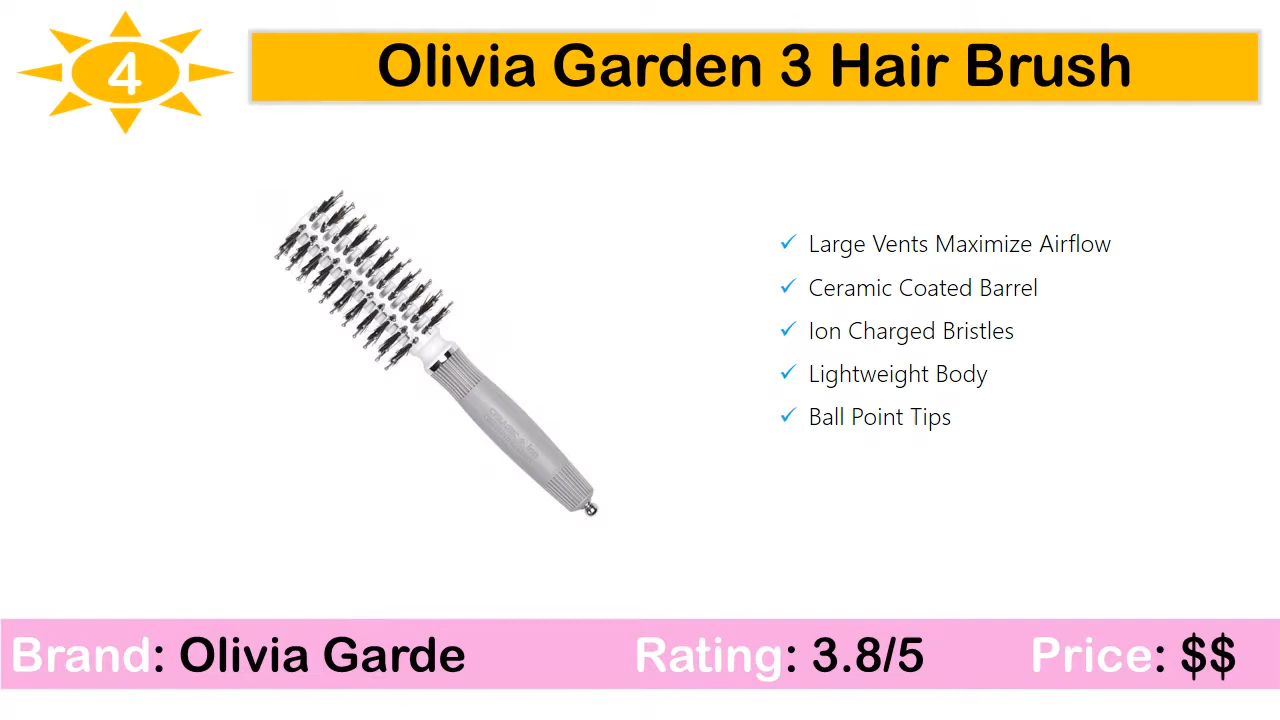 4
Olivia Garden 3 Hair Brush
Large Vents Maximize Airflow
Ceramic Coated Barrel
Ion Charged Bristles
Lightweight Body
Ball Point Tips
Brand: Olivia Garde Rating: 3.8/5 Price: $$